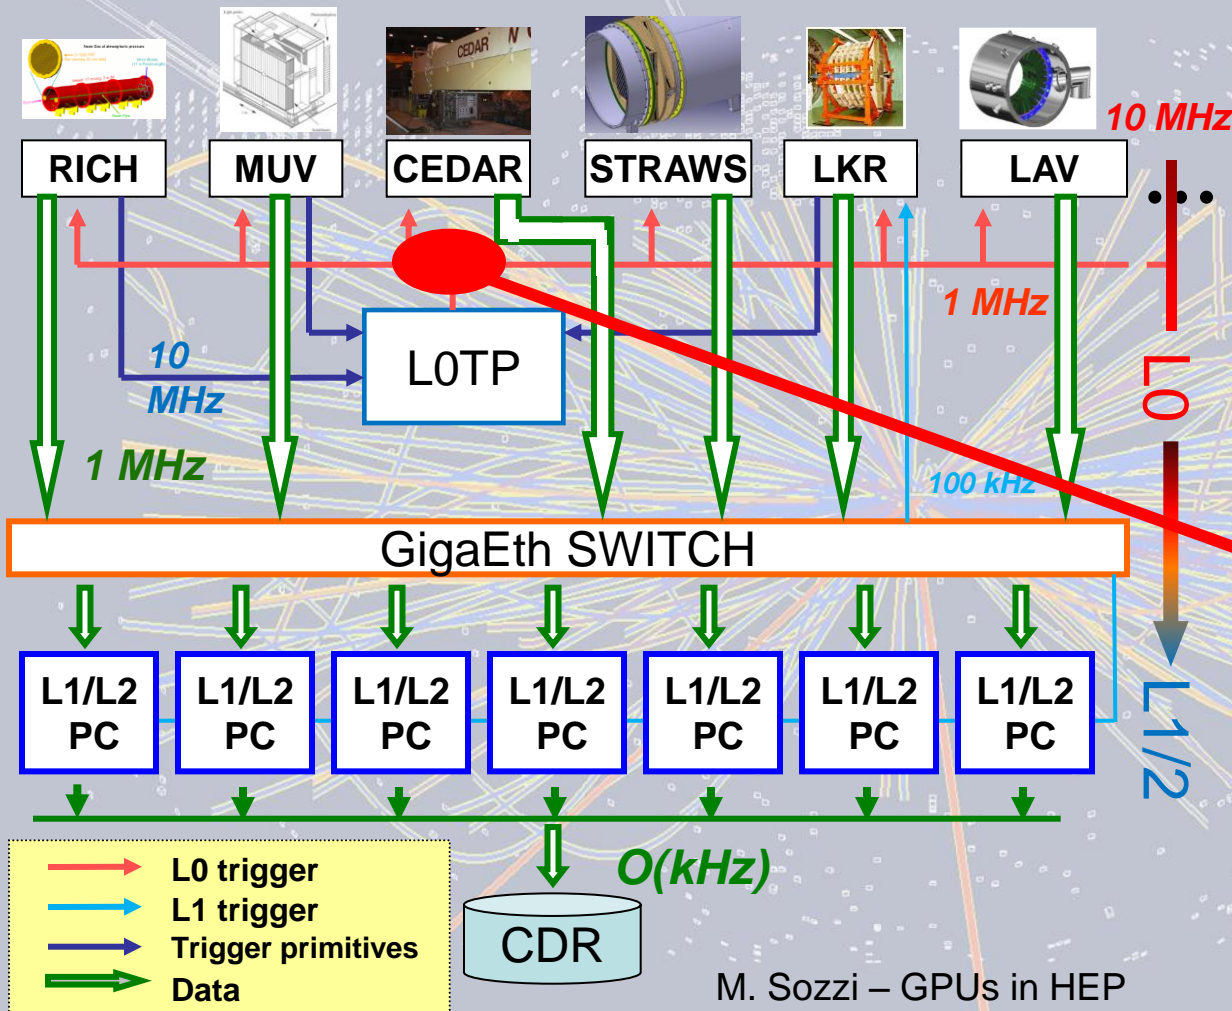 CEDAR
10 MHz
RICH
MUV
CEDAR
STRAWS
LKR
LAV
...
1 MHz
L0TP
10
MHz
L0
1 MHz
100 kHz
GigaEth SWITCH
L1/L2
PC
L1/L2
PC
L1/L2
PC
L1/L2
PC
L1/L2
PC
L1/L2
PC
L1/L2
PC
L1/2
O(kHz)
L0 trigger
L1 trigger
Trigger primitives
Data
CDR
M. Sozzi – GPUs in HEP